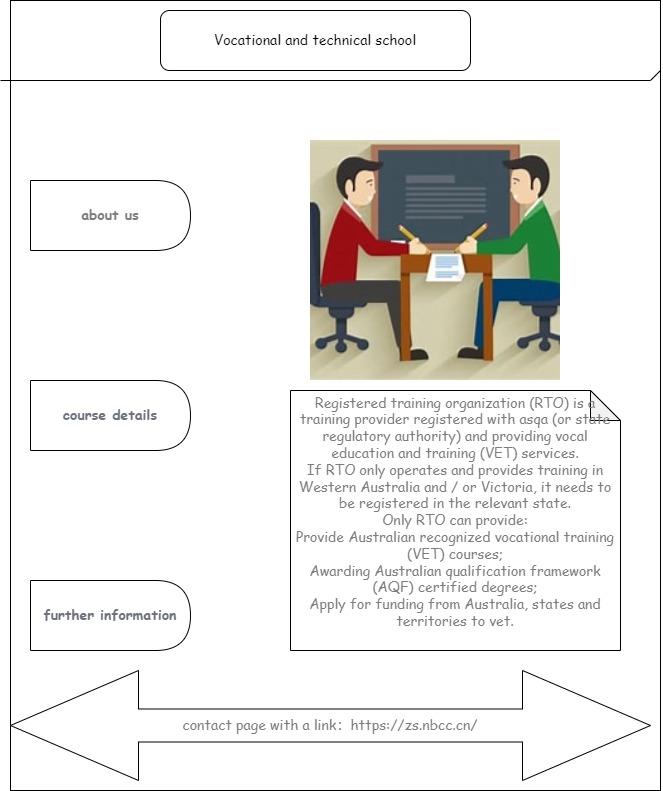 Vocational and technical school
about us
course details
further information
Registered training organization (RTO) is a
training provider registered with asqa (or state
regulatory authority) and providing vocal
education and training (VET) services.
If RTO only operates and provides training in
Western Australia and / or Victoria, it needs to
be registered in the relevant state.
Only RTO can provide:
Provide Australian recognized vocational training
(VET) courses;
Awarding Australian qualification framework
(AQF) certified degrees;
Apply for funding from Australia, states and
territories to vet.
contact page with a link：https://zs.nbcc.cn/